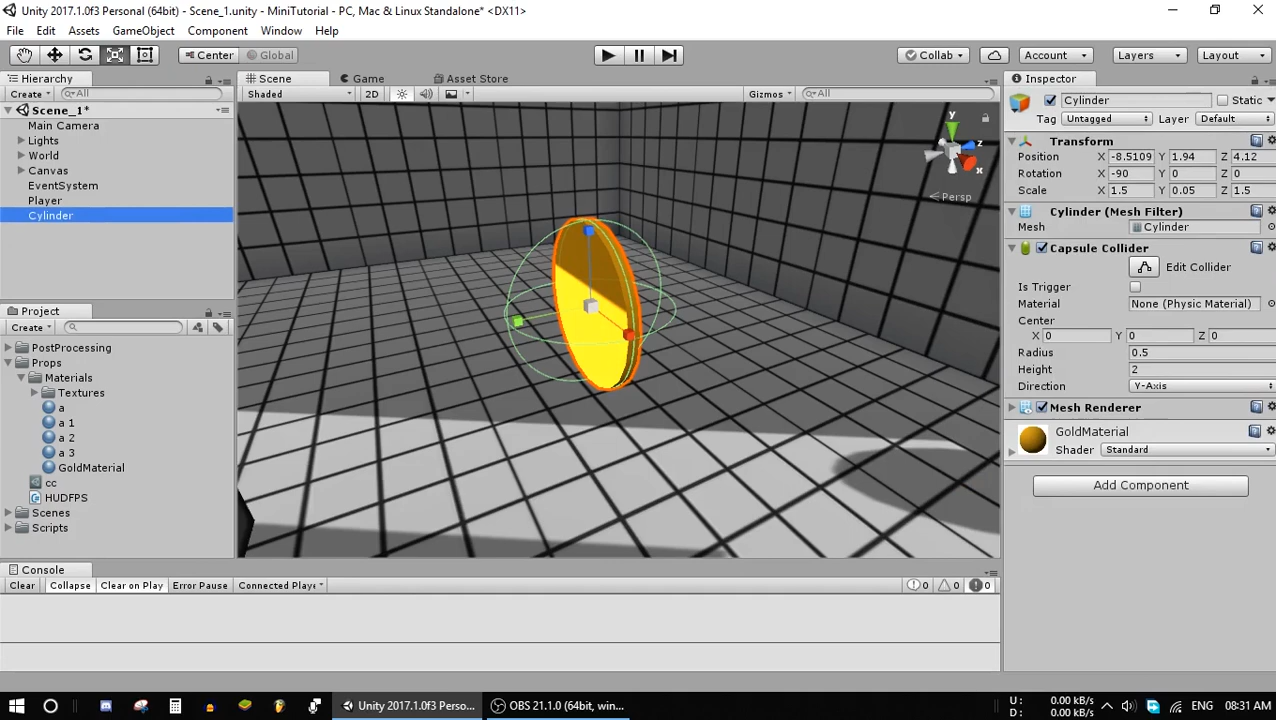 Unity 2017.1.0f3 Personal (64bit) - Scene_1.unity - MiniTutorial - PC, Mac & Linux Standalone* <DX11>
File Edit Assets GameObject Component Window Help
Center Global Collab Account Layers Layout
Hierarchy
Create All
Scene_1*
Main Camera
Lights
World
Canvas
EventSystem
Player
Cylinder
Project
Create
PostProcessing
Props
Materials
Textures
a
a 1
a 2
a 3
GoldMaterial
cc
HUDFPS
Scenes
Scripts
Scene Game Asset Store
Shaded 2D Gizmos All
y
z
x
Persp
Inspector
Cylinder Static
Tag Untagged Layer Default
Transform
Position X -8.5109 Y 1.94 Z 4.12
Rotation X -90 Y 0 Z 0
Scale X 1.5 Y 0.05 Z 1.5
Cylinder (Mesh Filter)
Mesh Cylinder
Capsule Collider
Edit Collider
Is Trigger
Material None (Physic Material)
Center
X 0 Y 0 Z 0
Radius 0.5
Height 2
Direction Y-Axis
Mesh Renderer
GoldMaterial
Shader Standard
Add Component
Console
Clear Collapse Clear on Play Error Pause Connected Playe 0 0 0
Unity 2017.1.0f3 Perso... OBS 21.1.0 (64bit, win... U: 0.00 kB/s ENG 08:31 AM
D: 0.00 kB/s